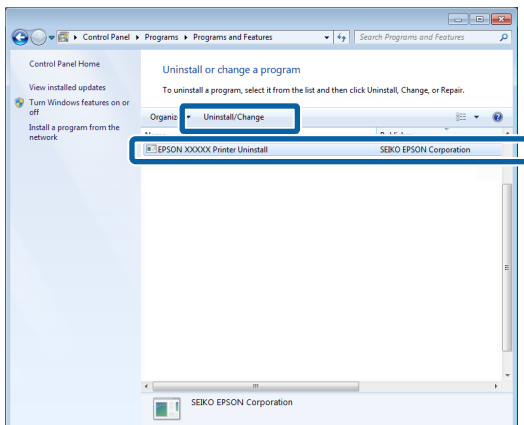 Control Panel ▸ Programs ▸ Programs and Features
Search Programs and Features
Control Panel Home
View installed updates
Turn Windows features on or off
Install a program from the network
Uninstall or change a program
To uninstall a program, select it from the list and then click Uninstall, Change, or Repair.
Organize Uninstall/Change
EPSON XXXXX Printer Uninstall SEIKO EPSON Corporation
SEIKO EPSON Corporation